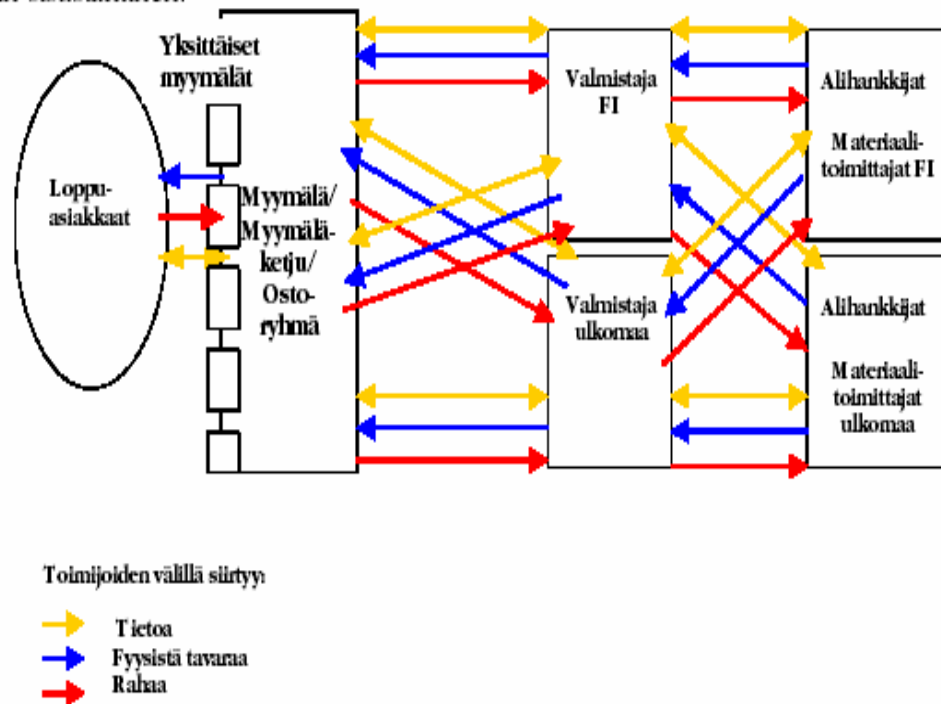 Yksittäiset
myymälät
Loppu-
asiakkaat
Myymälä/
Myymälä-
ketju/
Osto-
ryhmä
Valmistaja
FI
Valmistaja
ulkomaa
Alihankkijat
Materiaali-
toimittajat FI
Alihankkijat
Materiaali-
toimittajat
ulkomaa
Toimijoiden välillä siirtyy:
Tietoa
Fyysistä tavaraa
Rahaa